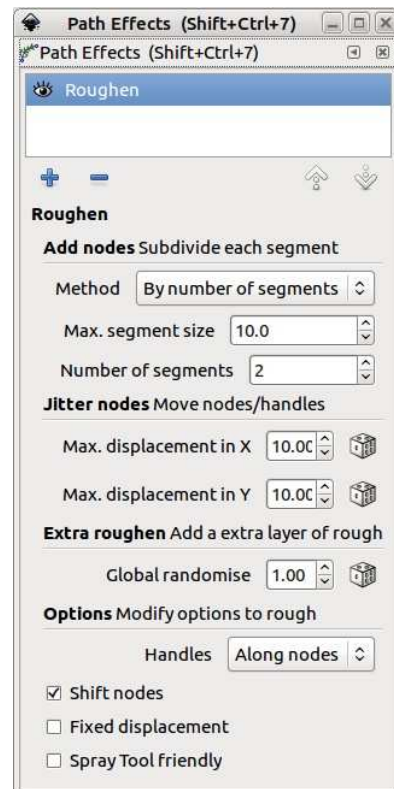 Path Effects (Shift+Ctrl+7)
Path Effects (Shift+Ctrl+7)
Roughen
Roughen
Add nodes Subdivide each segment
Method By number of segments
Max. segment size 10.0
Number of segments 2
Jitter nodes Move nodes/handles
Max. displacement in X 10.00
Max. displacement in Y 10.00
Extra roughen Add a extra layer of rough
Global randomise 1.00
Options Modify options to rough
Handles Along nodes
Shift nodes
Fixed displacement
Spray Tool friendly